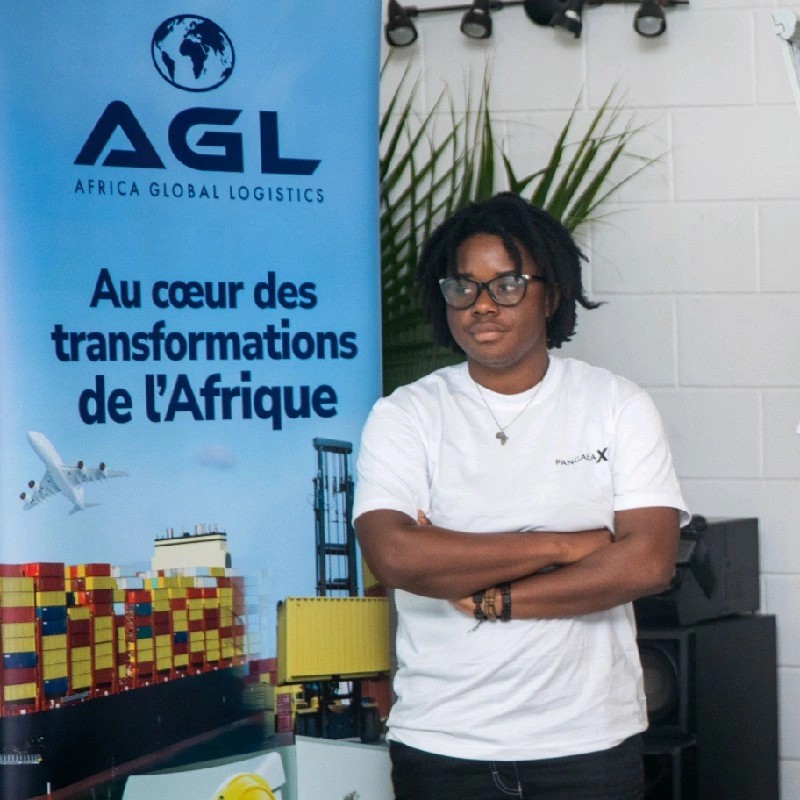 AGL
AFRICA GLOBAL LOGISTICS
Au cœur des
transformations
de l'Afrique
PANGAEA X